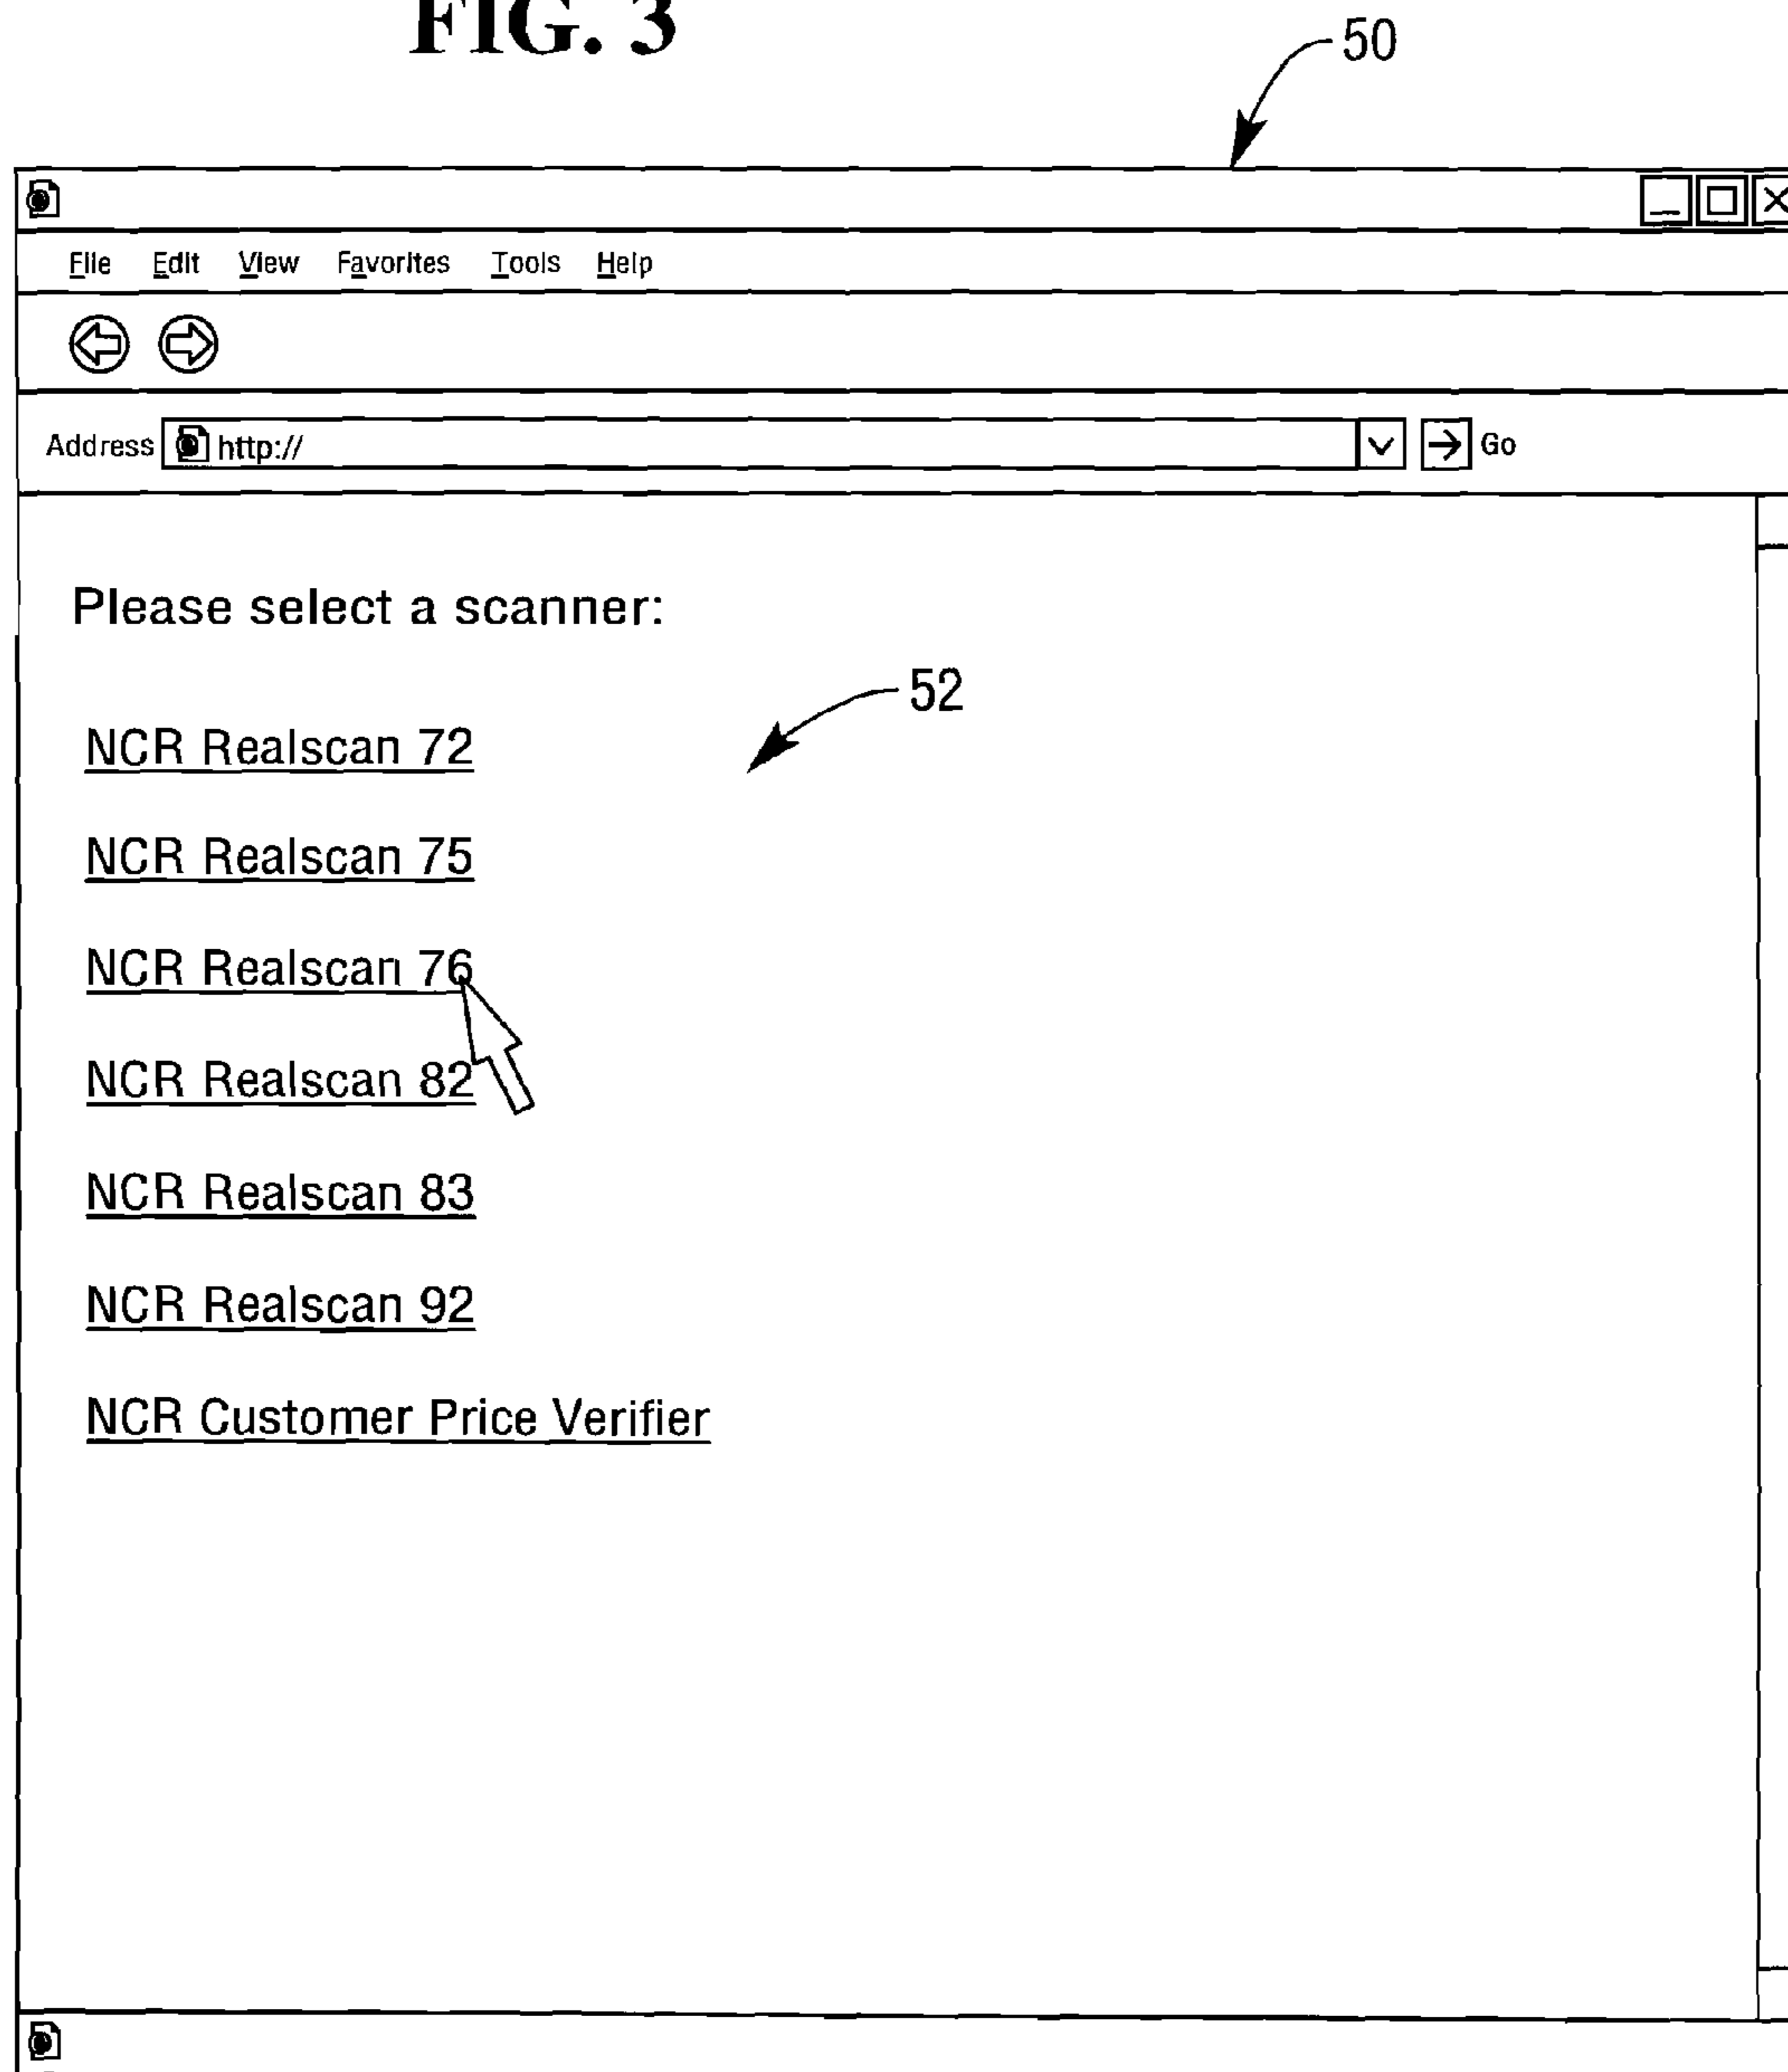 FIG. 3
50
File Edit View Favorites Tools Help
Address http:// Go
Please select a scanner:
52
NCR Realscan 72
NCR Realscan 75
NCR Realscan 76
NCR Realscan 82
NCR Realscan 83
NCR Realscan 92
NCR Customer Price Verifier